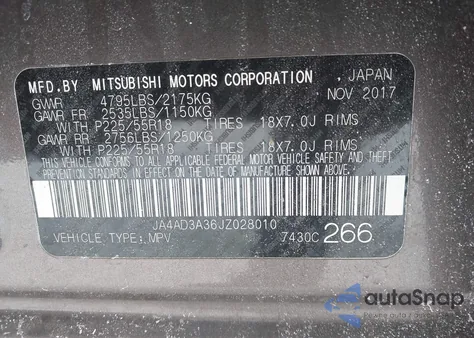 MFD.BY MITSUBISHI MOTORS CORPORATION , JAPAN
GVWR 4795LBS/2175KG NOV 2017
GAWR FR 2535LBS/1150KG
WITH P225/55R18 TIRES 18X7.0J RIMS
GAWR RR 2755LBS/1250KG
WITH P225/55R18 TIRES 18X7.0J RIMS
THIS VEHICLE CONFORMS TO ALL APPLICABLE FEDERAL MOTOR VEHICLE
SAFETY, BUMPER, AND THEFT PREVENTION STANDARDS IN EFFECT ON
THE DATE OF MANUFACTURE SHOWN ABOVE.
JA4AD3A36JZ028010
VEHICLE TYPE:, MPV 7430C 266
autoSnap